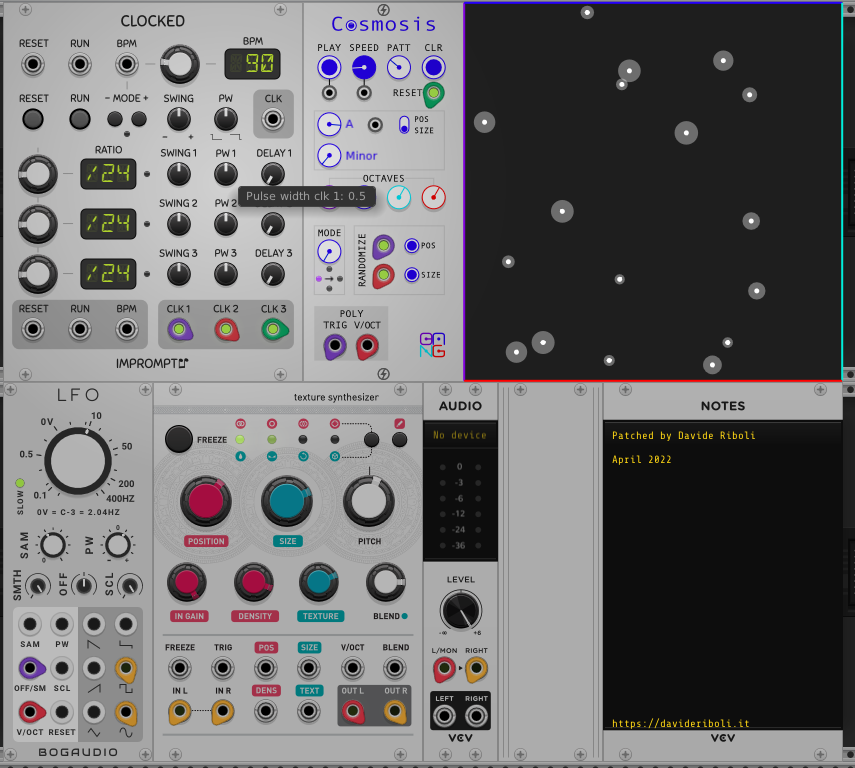 CLOCKED
RESET RUN BPM BPM
90
RESET RUN - MODE + SWING PW CLK
- +
RATIO SWING 1 PW 1 DELAY 1
/24
SWING 2 PW 2
/24
SWING 3 PW 3 DELAY 3
/24
Pulse width clk 1: 0.5
RESET RUN BPM CLK 1 CLK 2 CLK 3
IMPROMPTU
Cosmosis
PLAY SPEED PATT CLR
RESET
A POS
SIZE
Minor
OCTAVES
MODE
RANDOMIZE POS
SIZE
POLY
TRIG V/OCT
LFO
0V 10
0.5 50
0.1 200
400HZ
SLOW
0V = C-3 = 2.04HZ
SAM PW
SMTH OFF SCL
SAM PW
OFF/SM SCL
V/OCT RESET
BOGAUDIO
texture synthesizer
FREEZE
POSITION SIZE PITCH
IN GAIN DENSITY TEXTURE BLEND
FREEZE TRIG POS SIZE V/OCT BLEND
IN L IN R DENS TEXT OUT L OUT R
AUDIO
No device
0
-3
-6
-12
-24
-36
LEVEL
-∞ +6
L/MON RIGHT
LEFT RIGHT
VCV
NOTES
Patched by Davide Riboli
April 2022
https://davideriboli.it
VCV